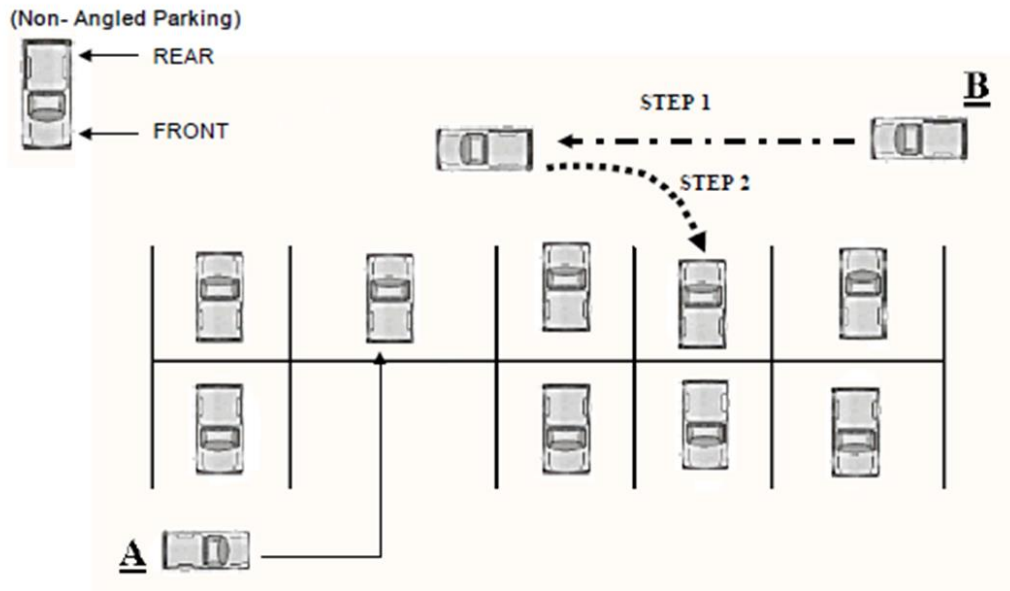 (Non- Angled Parking)
REAR
FRONT
B
STEP 1
STEP 2
A